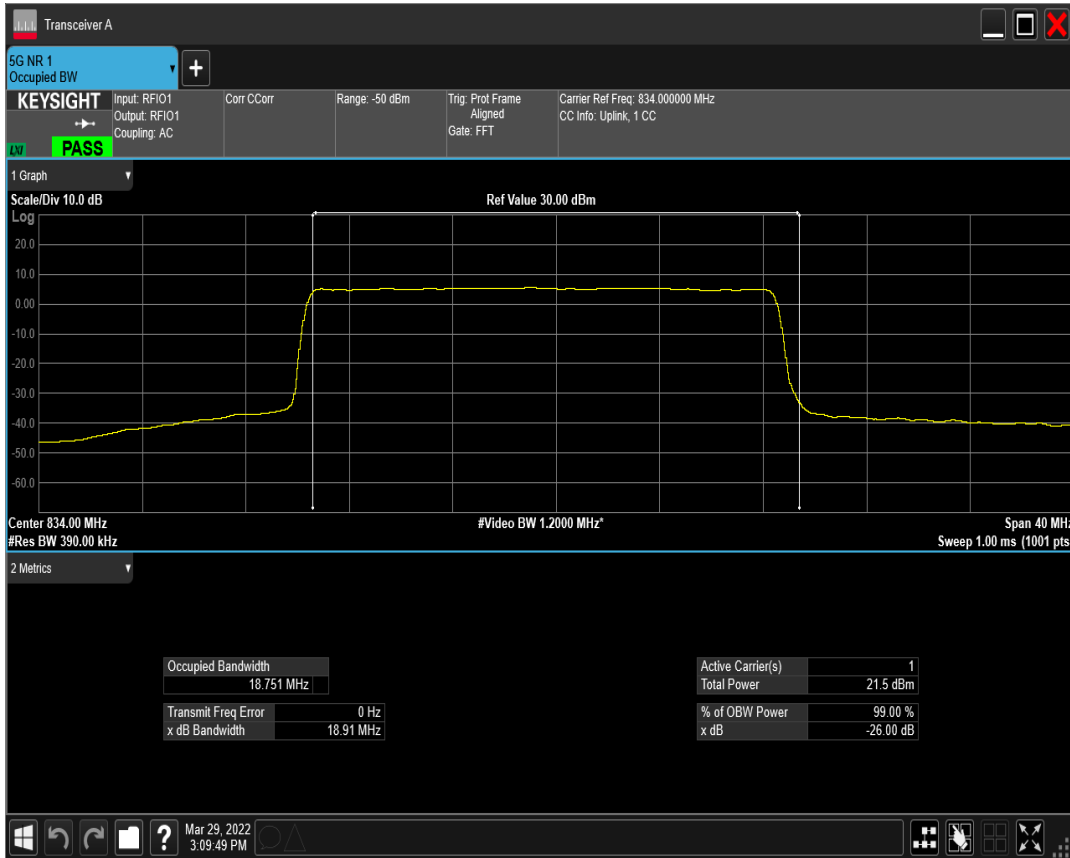 Transceiver A
5G NR 1
Occupied BW
KEYSIGHT
LXI
PASS
Input: RFIO1
Output: RFIO1
Coupling: AC
Corr CCorr
Range: -50 dBm
Trig: Prot Frame
Aligned
Gate: FFT
Carrier Ref Freq: 834.000000 MHz
CC Info: Uplink, 1 CC
1 Graph
Scale/Div 10.0 dB
Ref Value 30.00 dBm
Log
20.0
10.0
0.00
-10.0
-20.0
-30.0
-40.0
-50.0
-60.0
Center 834.00 MHz
#Video BW 1.2000 MHz*
Span 40 MHz
#Res BW 390.00 kHz
Sweep 1.00 ms (1001 pts
2 Metrics
Occupied Bandwidth
18.751 MHz
Transmit Freq Error 0 Hz
x dB Bandwidth 18.91 MHz
Active Carrier(s) 1
Total Power 21.5 dBm
% of OBW Power 99.00 %
x dB -26.00 dB
Mar 29, 2022
3:09:49 PM